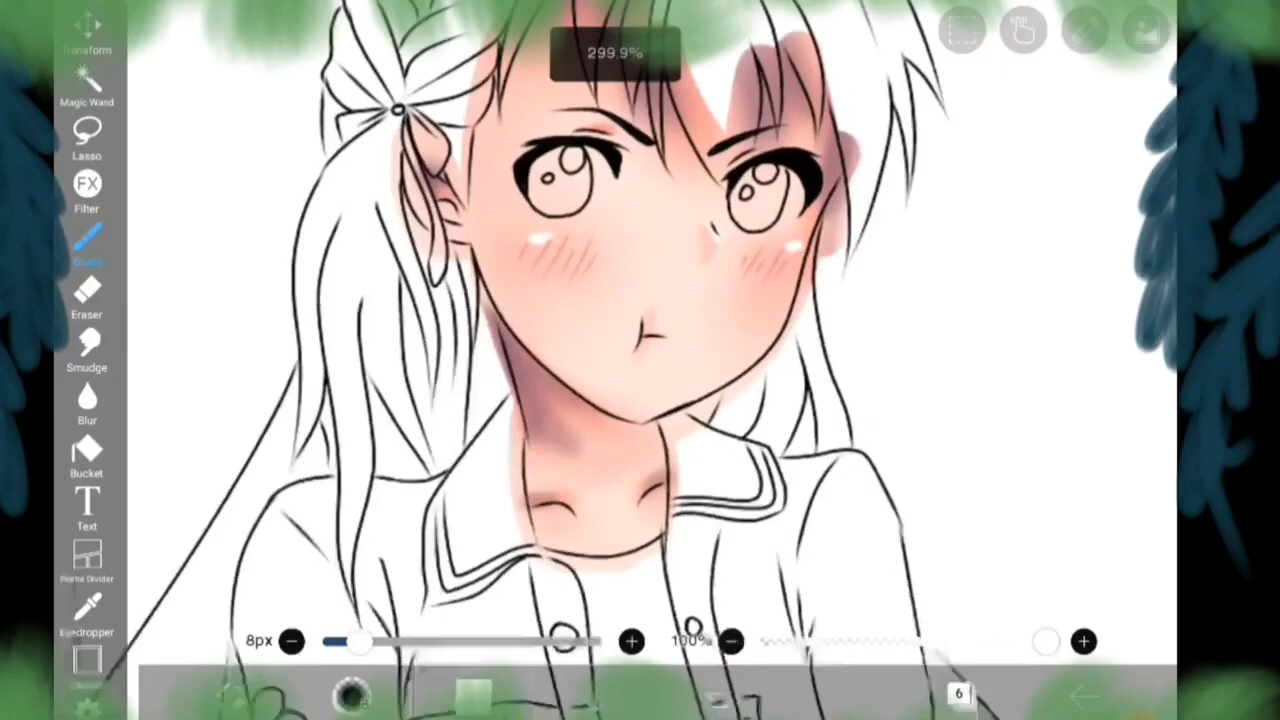 Transform
299.9%
Magic Wand
Lasso
FX
Filter
Brush
Eraser
Smudge
Blur
Bucket
T
Text
Frame Divider
Eyedropper
8px
100%
6